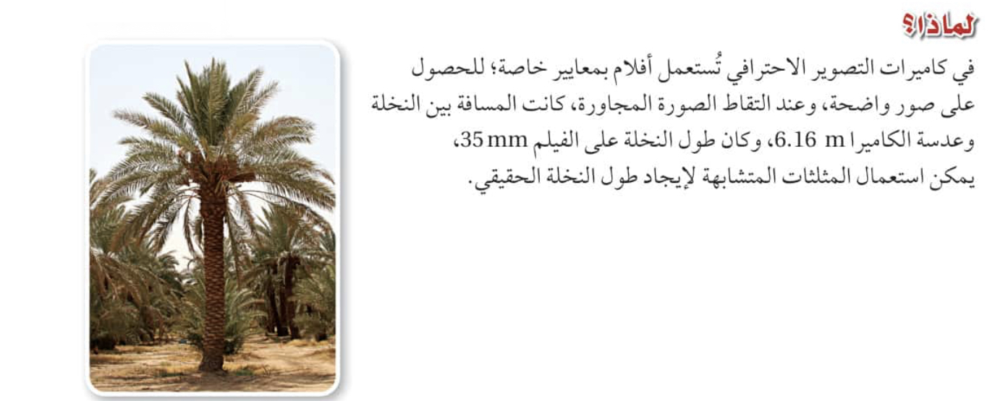 لماذا؟
في كاميرات التصوير الاحترافي تُستعمل أفلام بمعايير خاصة؛ للحصول
على صور واضحة، وعند التقاط الصورة المجاورة، كانت المسافة بين النخلة
وعدسة الكاميرا 6.16 m، وكان طول النخلة على الفيلم 35 mm،
يمكن استعمال المثلثات المتشابهة لإيجاد طول النخلة الحقيقي.